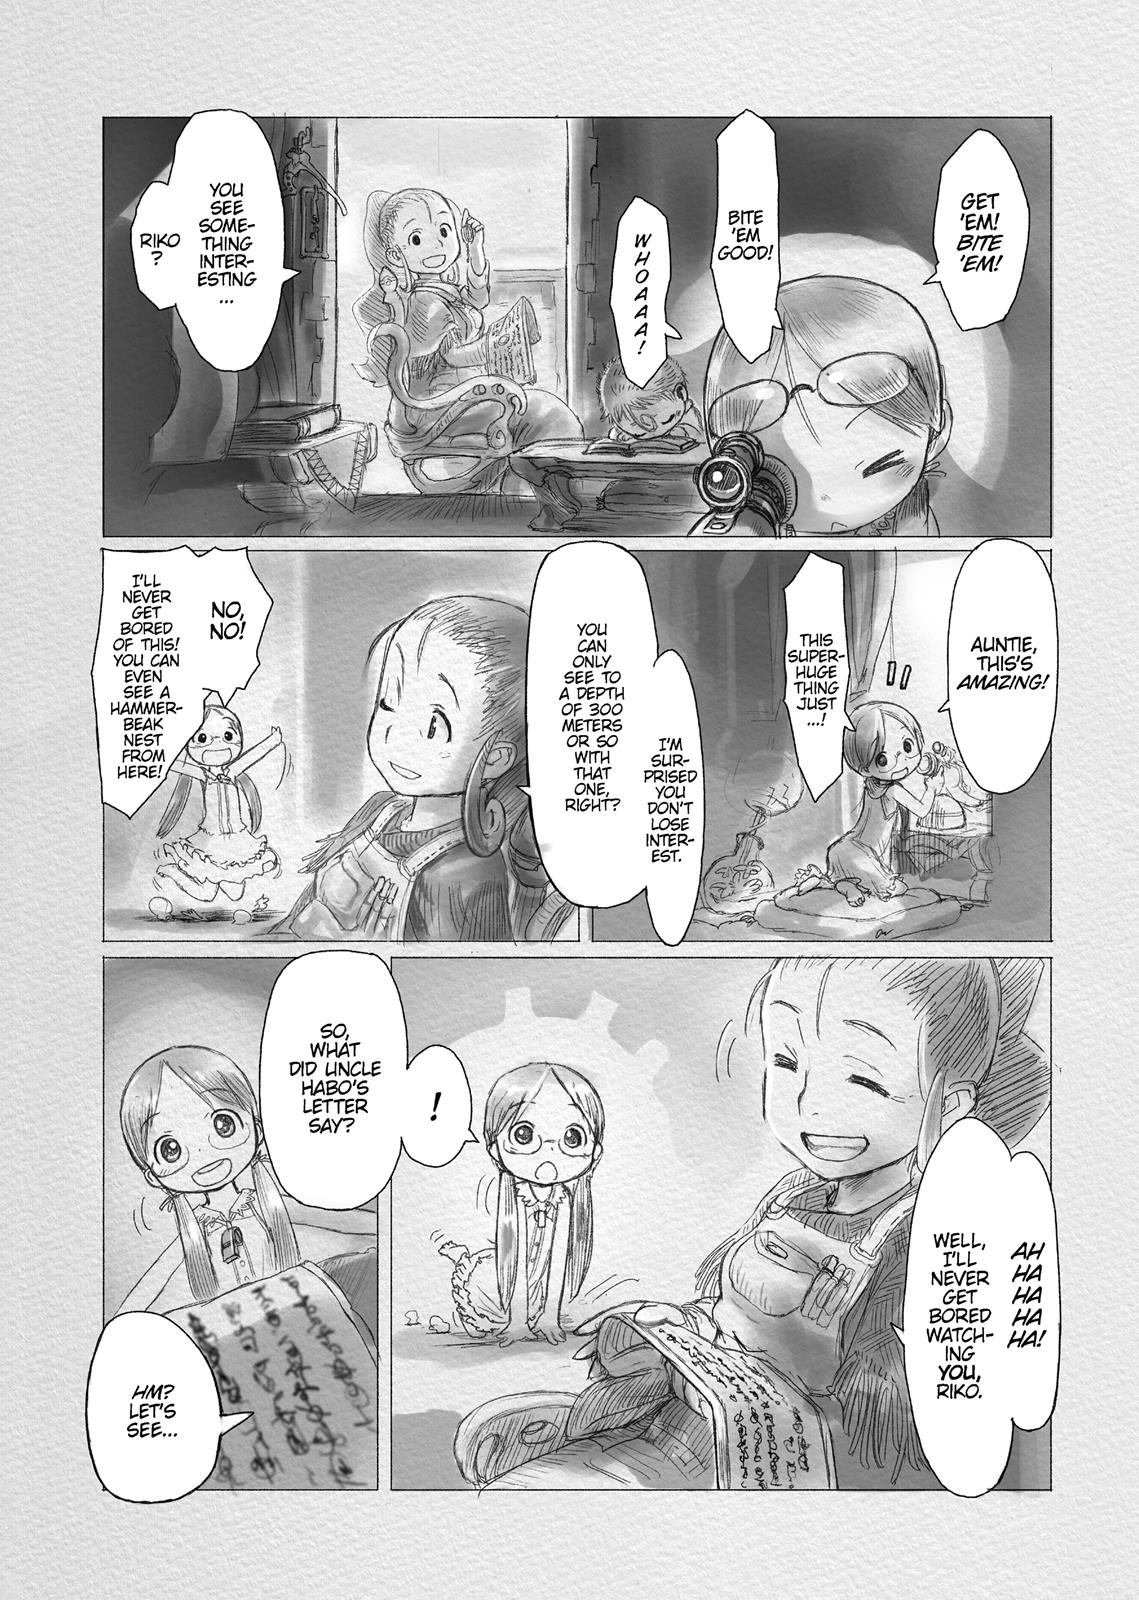 GET
'EM!
BITE
'EM!
BITE
'EM
GOOD!
WHOAAA!
YOU
SEE
SOME-
THING
INTER-
ESTING
...
RIKO
?
AUNTIE,
THIS'S
AMAZING!
THIS
SUPER-
HUGE
THING
JUST
...!
I'M
SUR-
PRISED
YOU
DON'T
LOSE
INTER-
EST.
YOU
CAN
ONLY
SEE TO
A DEPTH
OF 300
METERS
OR SO
WITH
THAT
ONE,
RIGHT?
NO,
NO!
I'LL
NEVER
GET
BORED
OF THIS!
YOU CAN
EVEN
SEE A
HAMMER-
BEAK
NEST
FROM
HERE!
AH
HA
HA
HA
HA!
WELL,
I'LL
NEVER
GET
BORED
WATCH-
ING
YOU,
RIKO.
!
SO,
WHAT
DID UNCLE
HABO'S
LETTER
SAY?
HM?
LET'S
SEE...